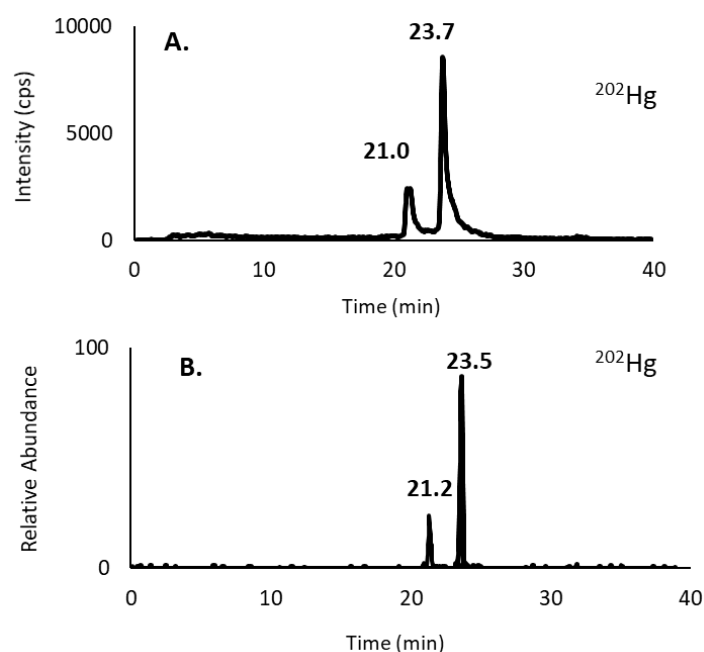 A.
23.7
²⁰²Hg
21.0
10000
5000
0
Intensity (cps)
0 10 20 30 40
Time (min)
B.
23.5
²⁰²Hg
21.2
100
0
Relative Abundance
0 10 20 30 40
Time (min)